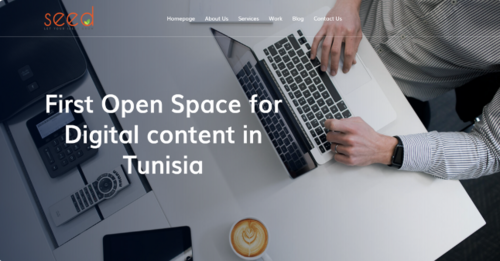 seed
Homepage About Us Services Work Blog Contact Us
First Open Space for
Digital content in
Tunisia